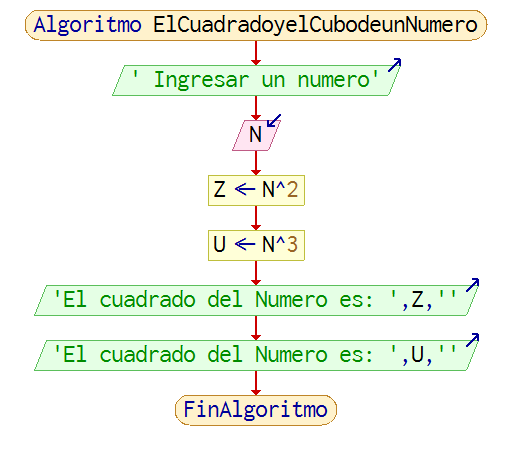 Algoritmo ElCuadradoyelCubodeunNumero
' Ingresar un numero'
N
Z ← N^2
U ← N^3
'El cuadrado del Numero es: ',Z,''
'El cuadrado del Numero es: ',U,''
FinAlgoritmo